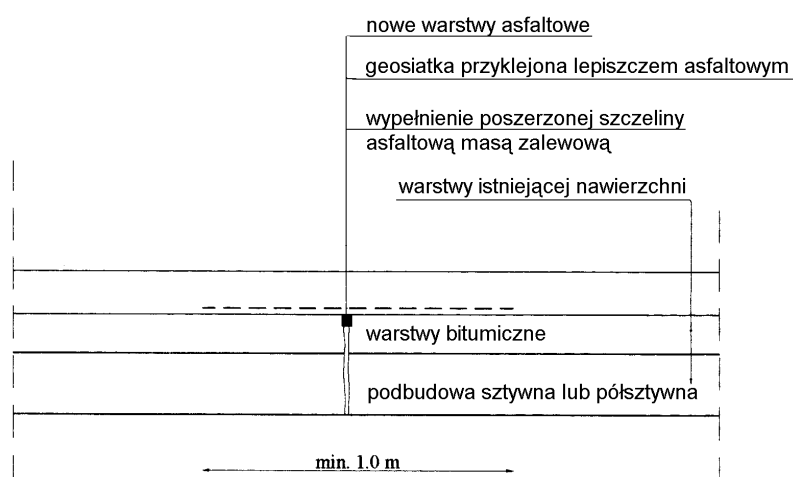 nowe warstwy asfaltowe
geosiatka przyklejona lepiszczem asfaltowym
wypełnienie poszerzonej szczeliny
asfaltową masą zalewową
warstwy istniejącej nawierzchni
warstwy bitumiczne
podbudowa sztywna lub półsztywna
min. 1.0 m